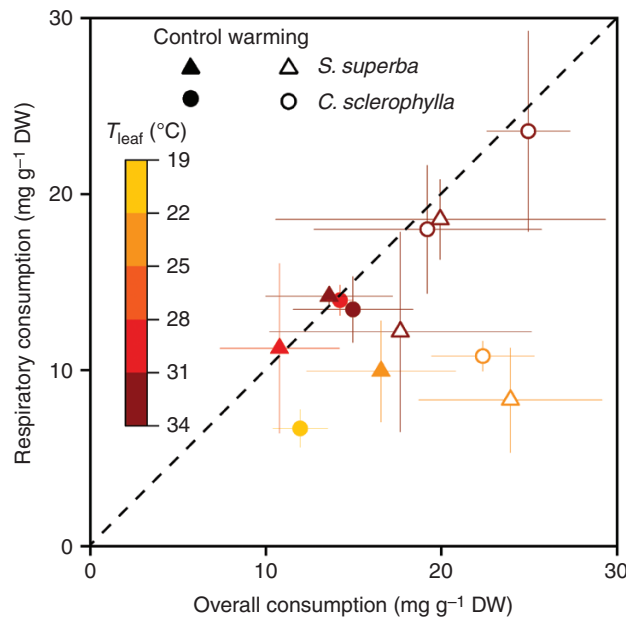 30
20
10
0
0
10
20
30
Respiratory consumption (mg g–1 DW)
Overall consumption (mg g–1 DW)
Control warming
S. superba
C. sclerophylla
Tleaf (°C)
19
22
25
28
31
34